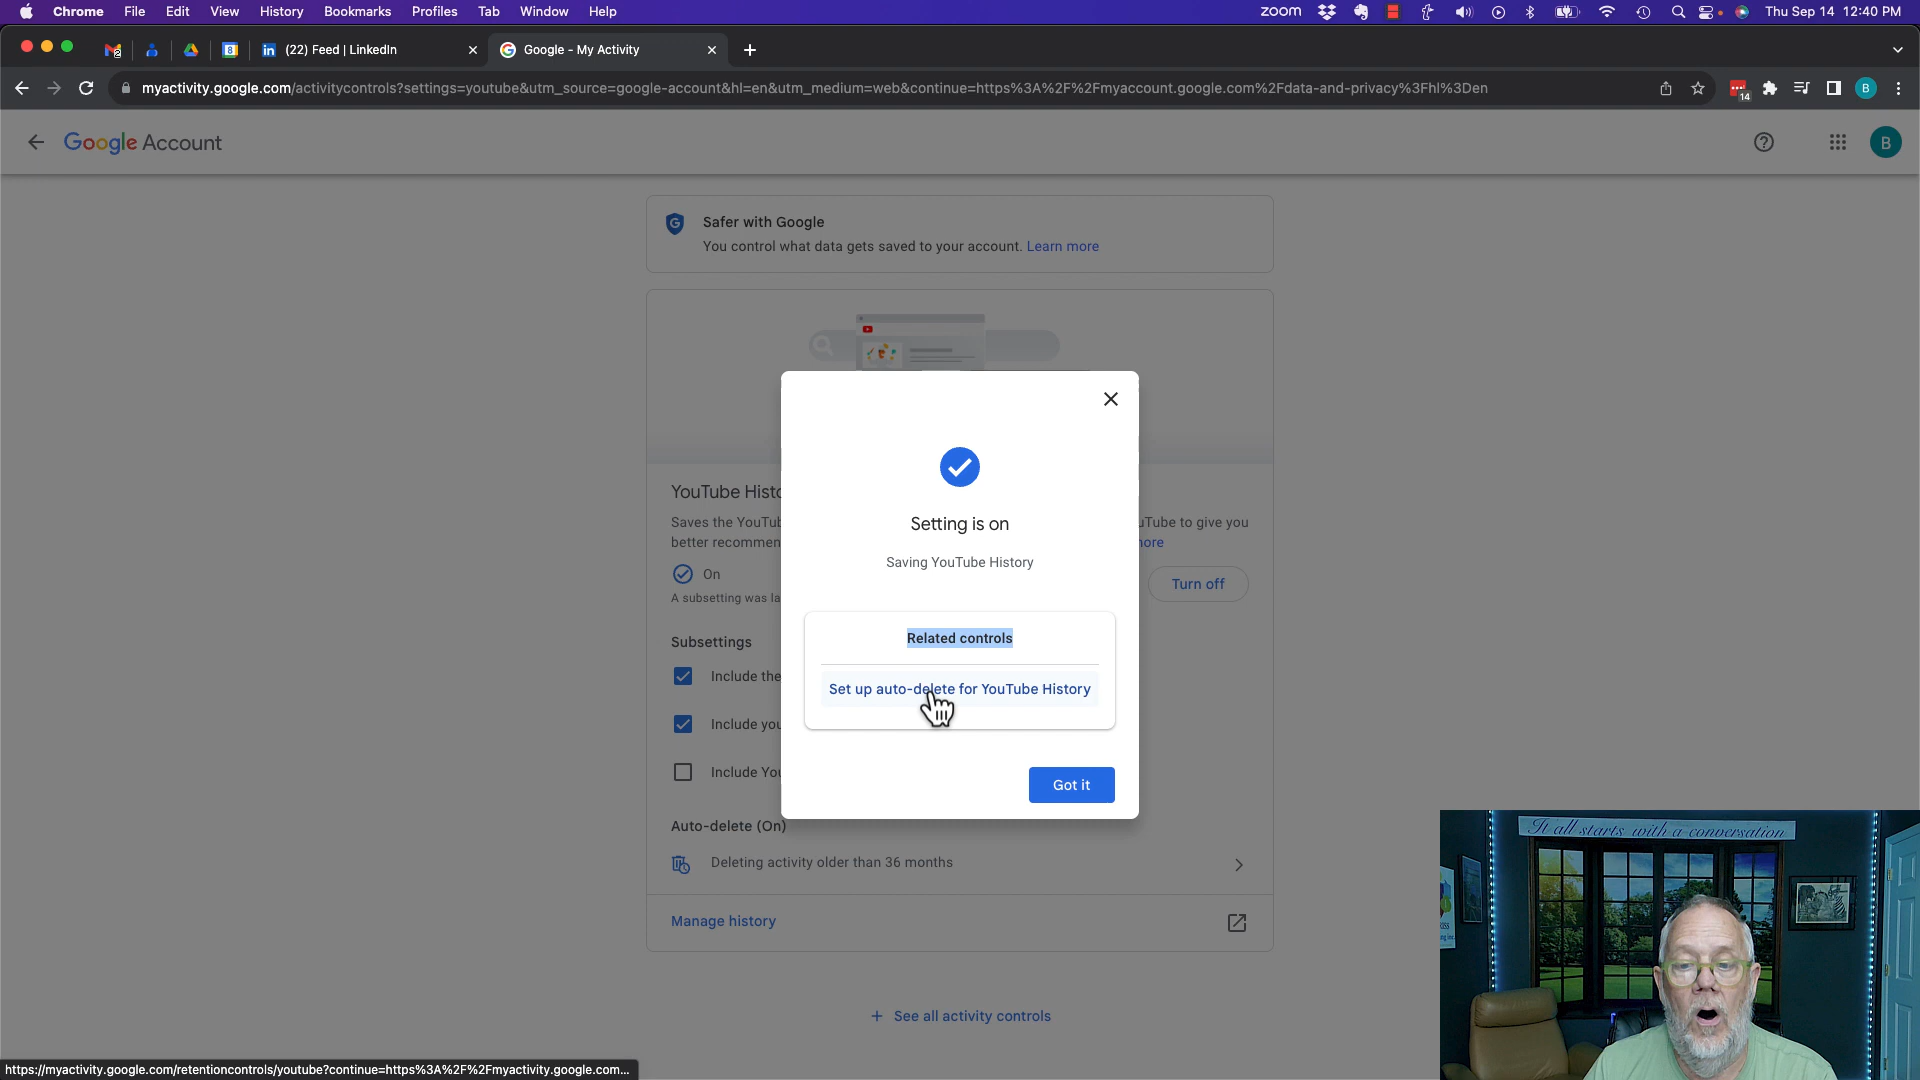 Chrome File Edit View History Bookmarks Profiles Tab Window Help zoom Thu Sep 14 12:40 PM
2 8 in (22) Feed | LinkedIn Google - My Activity
myactivity.google.com/activitycontrols?settings=youtube&utm_source=google-account&hl=en&utm_medium=web&continue=https%3A%2F%2Fmyaccount.google.com%2Fdata-and-privacy%3Fhl%3Den 14 B
Google Account B
Safer with Google
You control what data gets saved to your account. Learn more
Setting is on
YouTube Histo
Saves the YouTub
uTube to give you
better recommen
nore
Saving YouTube History
On
Turn off
A subsetting was la
Related controls
Set up auto-delete for YouTube History
Got it
Subsettings
Include the
Include you
Include You
Auto-delete (On)
Deleting activity older than 36 months
Manage history
See all activity controls
https://myactivity.google.com/retentioncontrols/youtube?continue=https%3A%2F%2Fmyactivity.google.com...
It all starts with a conversation